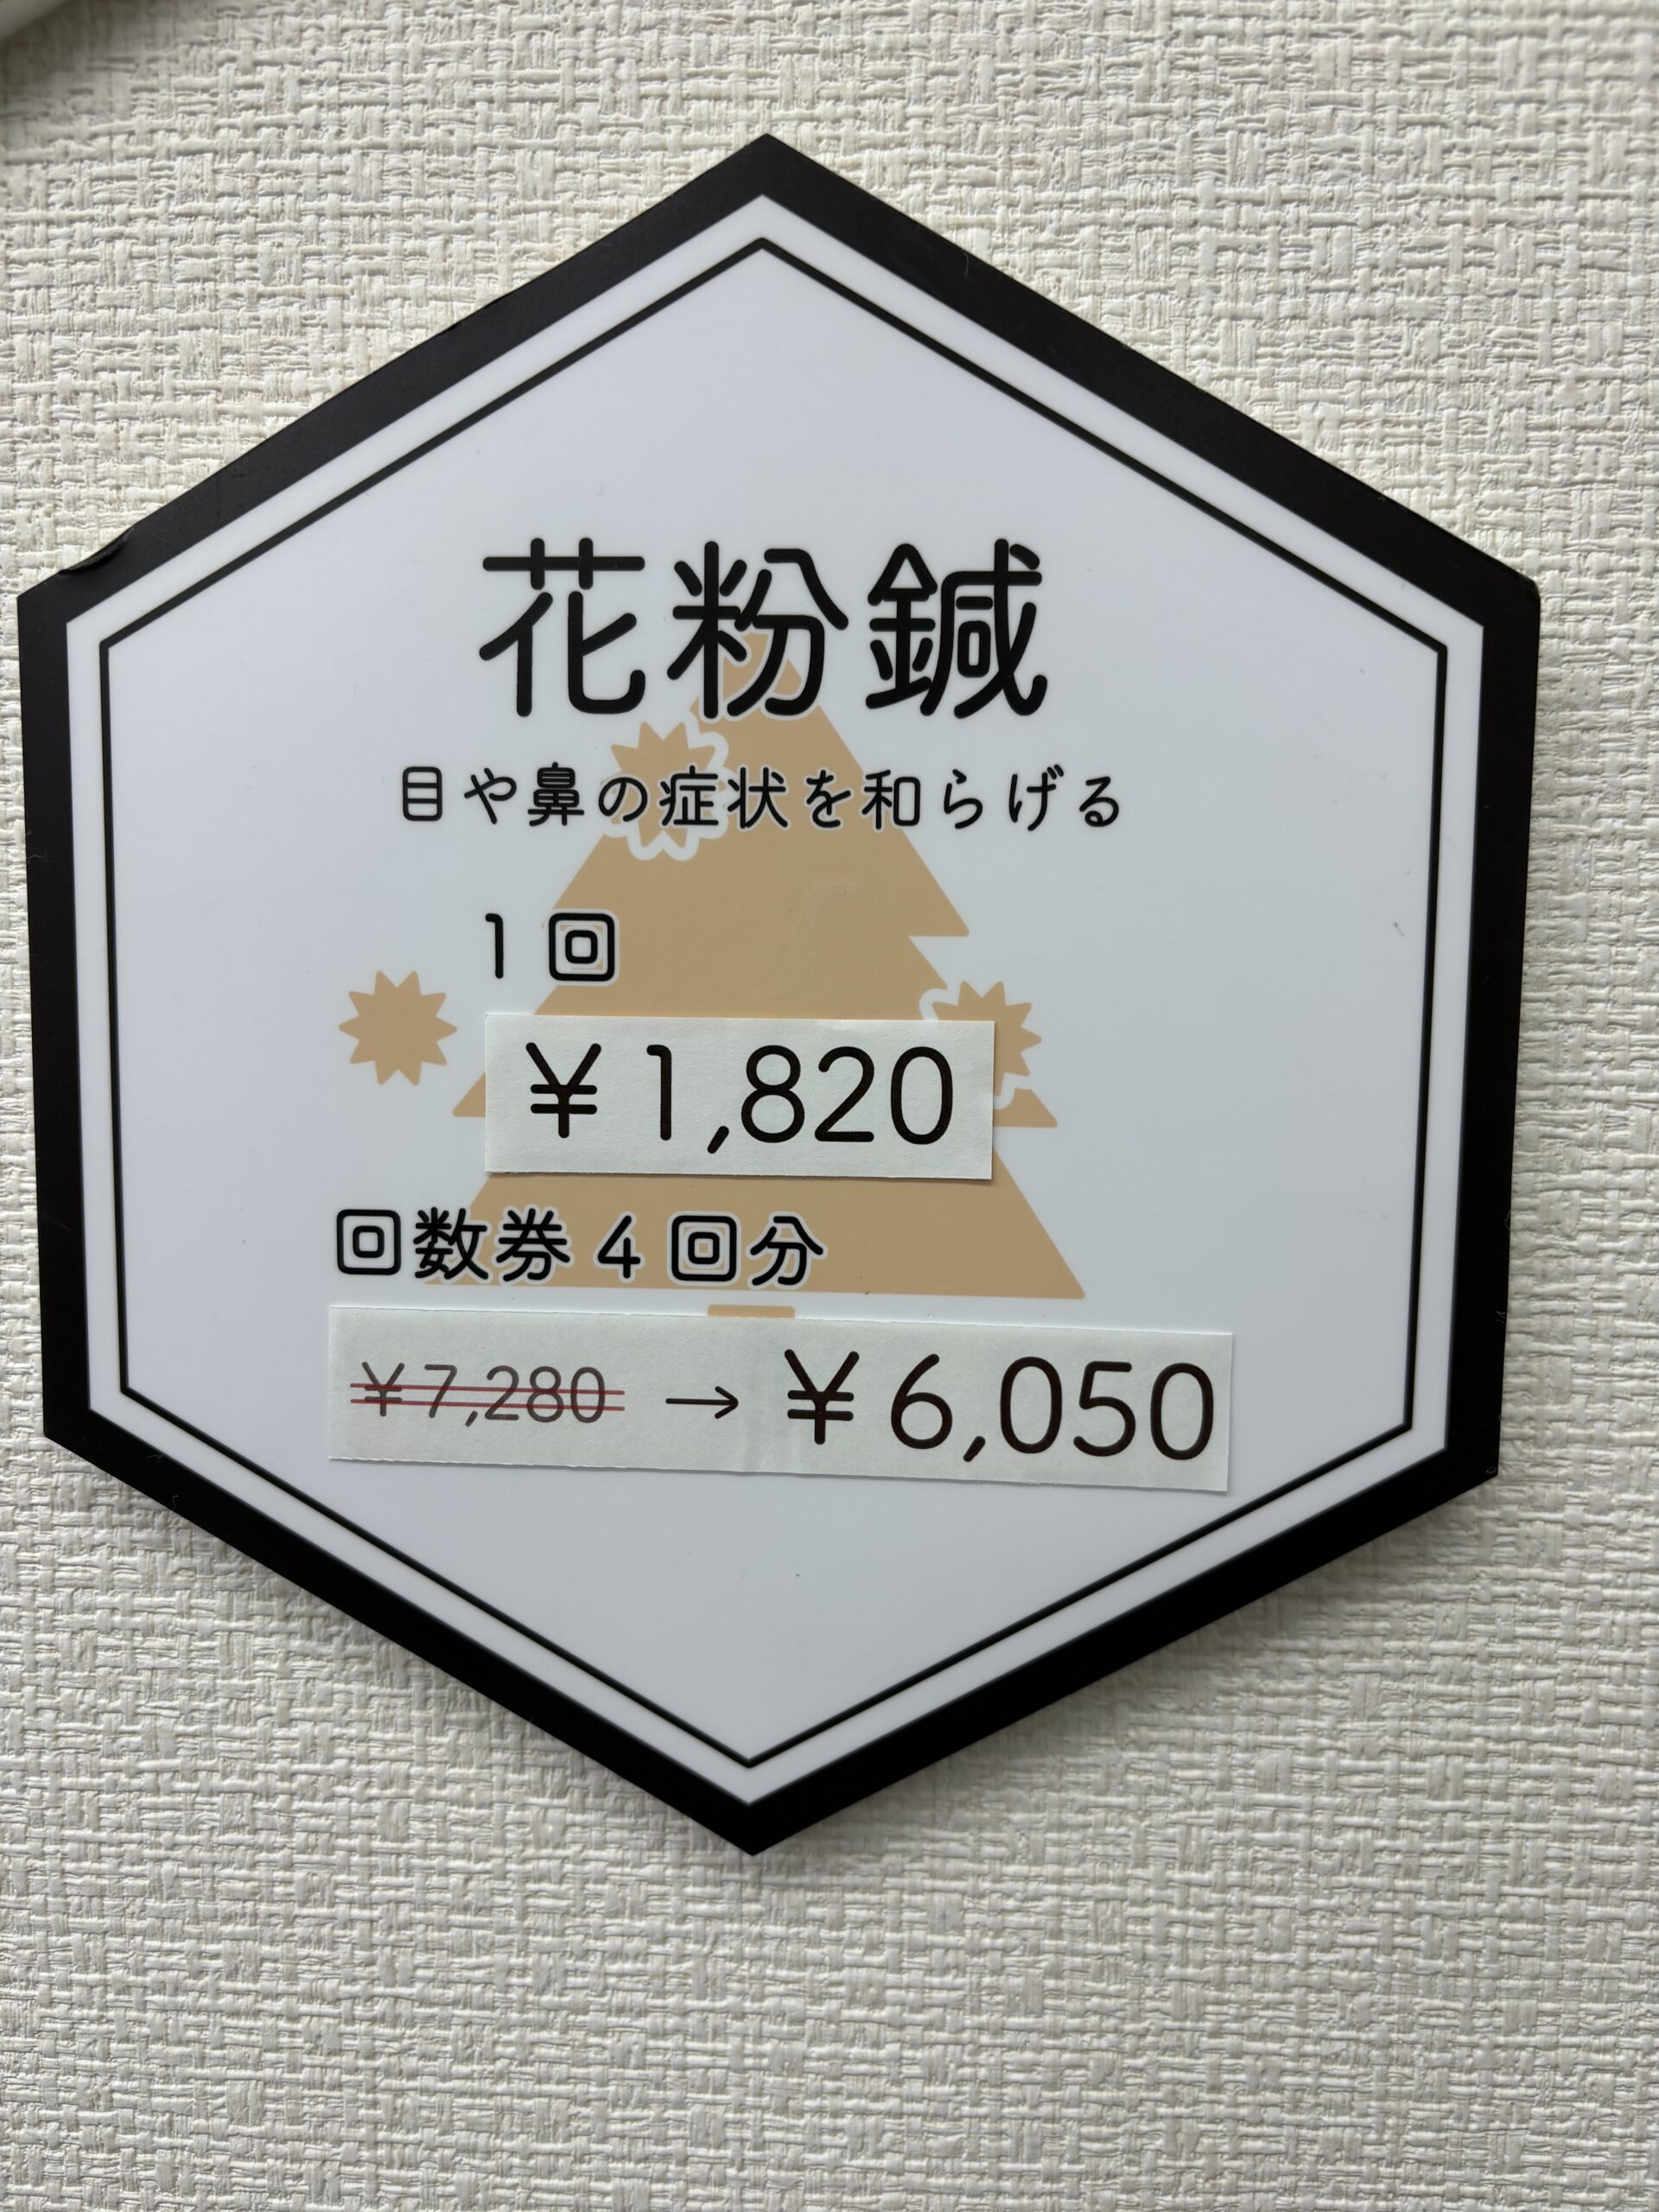 花粉鍼
目や鼻の症状を和らげる
1回
¥1,820
回数券4回分
¥7,280 → ¥6,050